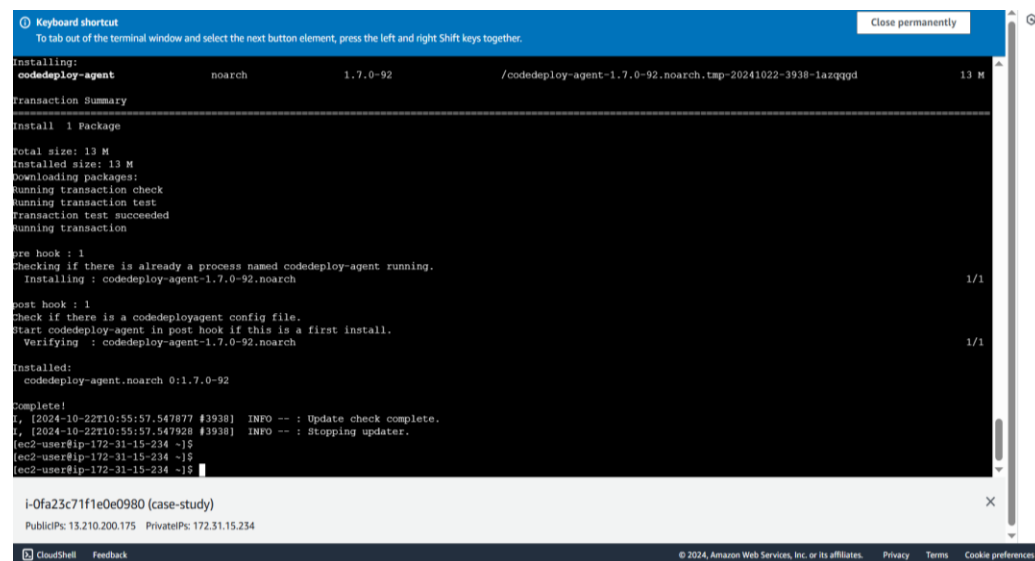 Keyboard shortcut
Close permanently
To tab out of the terminal window and select the next button element, press the left and right Shift keys together.
Installing:
codedeploy-agent noarch 1.7.0-92 /codedeploy-agent-1.7.0-92.noarch.tmp-20241022-3938-1azqqgd 13 M
Transaction Summary
Install 1 Package
Total size: 13 M
Installed size: 13 M
Downloading packages:
Running transaction check
Running transaction test
Transaction test succeeded
Running transaction
pre hook : 1
Checking if there is already a process named codedeploy-agent running.
Installing : codedeploy-agent-1.7.0-92.noarch 1/1
post hook : 1
Check if there is a codedeployagent config file.
Start codedeploy-agent in post hook if this is a first install.
Verifying : codedeploy-agent-1.7.0-92.noarch 1/1
Installed:
codedeploy-agent.noarch 0:1.7.0-92
Complete!
I, [2024-10-22T10:55:57.547877 #3938] INFO -- : Update check complete.
I, [2024-10-22T10:55:57.547928 #3938] INFO -- : Stopping updater.
[ec2-user@ip-172-31-15-234 ~]$
[ec2-user@ip-172-31-15-234 ~]$
[ec2-user@ip-172-31-15-234 ~]$
i-0fa23c71f1e0e0980 (case-study)
PublicIPs: 13.210.200.175 PrivateIPs: 172.31.15.234
CloudShell Feedback © 2024, Amazon Web Services, Inc. or its affiliates. Privacy Terms Cookie preferences